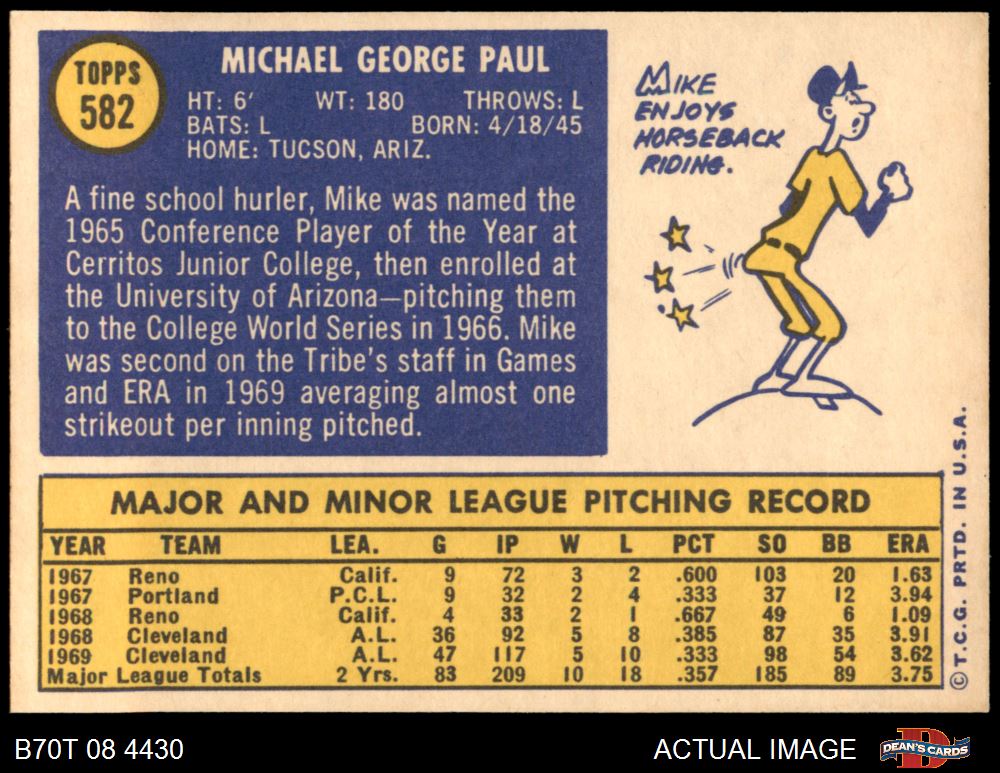 TOPPS
582
MICHAEL GEORGE PAUL
HT: 6' WT: 180 THROWS: L
BATS: L BORN: 4/18/45
HOME: TUCSON, ARIZ.
A fine school hurler, Mike was named the
1965 Conference Player of the Year at
Cerritos Junior College, then enrolled at
the University of Arizona—pitching them
to the College World Series in 1966. Mike
was second on the Tribe's staff in Games
and ERA in 1969 averaging almost one
strikeout per inning pitched.
MIKE
ENJOYS
HORSEBACK
RIDING.
MAJOR AND MINOR LEAGUE PITCHING RECORD
YEAR TEAM LEA. G IP W L PCT SO BB ERA
1967 Reno Calif. 9 72 3 2 .600 103 20 1.63
1967 Portland P.C.L. 9 32 2 4 .333 37 12 3.94
1968 Reno Calif. 4 33 2 1 .667 49 6 1.09
1968 Cleveland A.L. 36 92 5 8 .385 87 35 3.91
1969 Cleveland A.L. 47 117 5 10 .333 98 54 3.62
Major League Totals 2 Yrs. 83 209 10 18 .357 185 89 3.75
©T.C.G. PRTD. IN U.S.A.
B70T 08 4430
ACTUAL IMAGE
D
DEAN'S CARDS